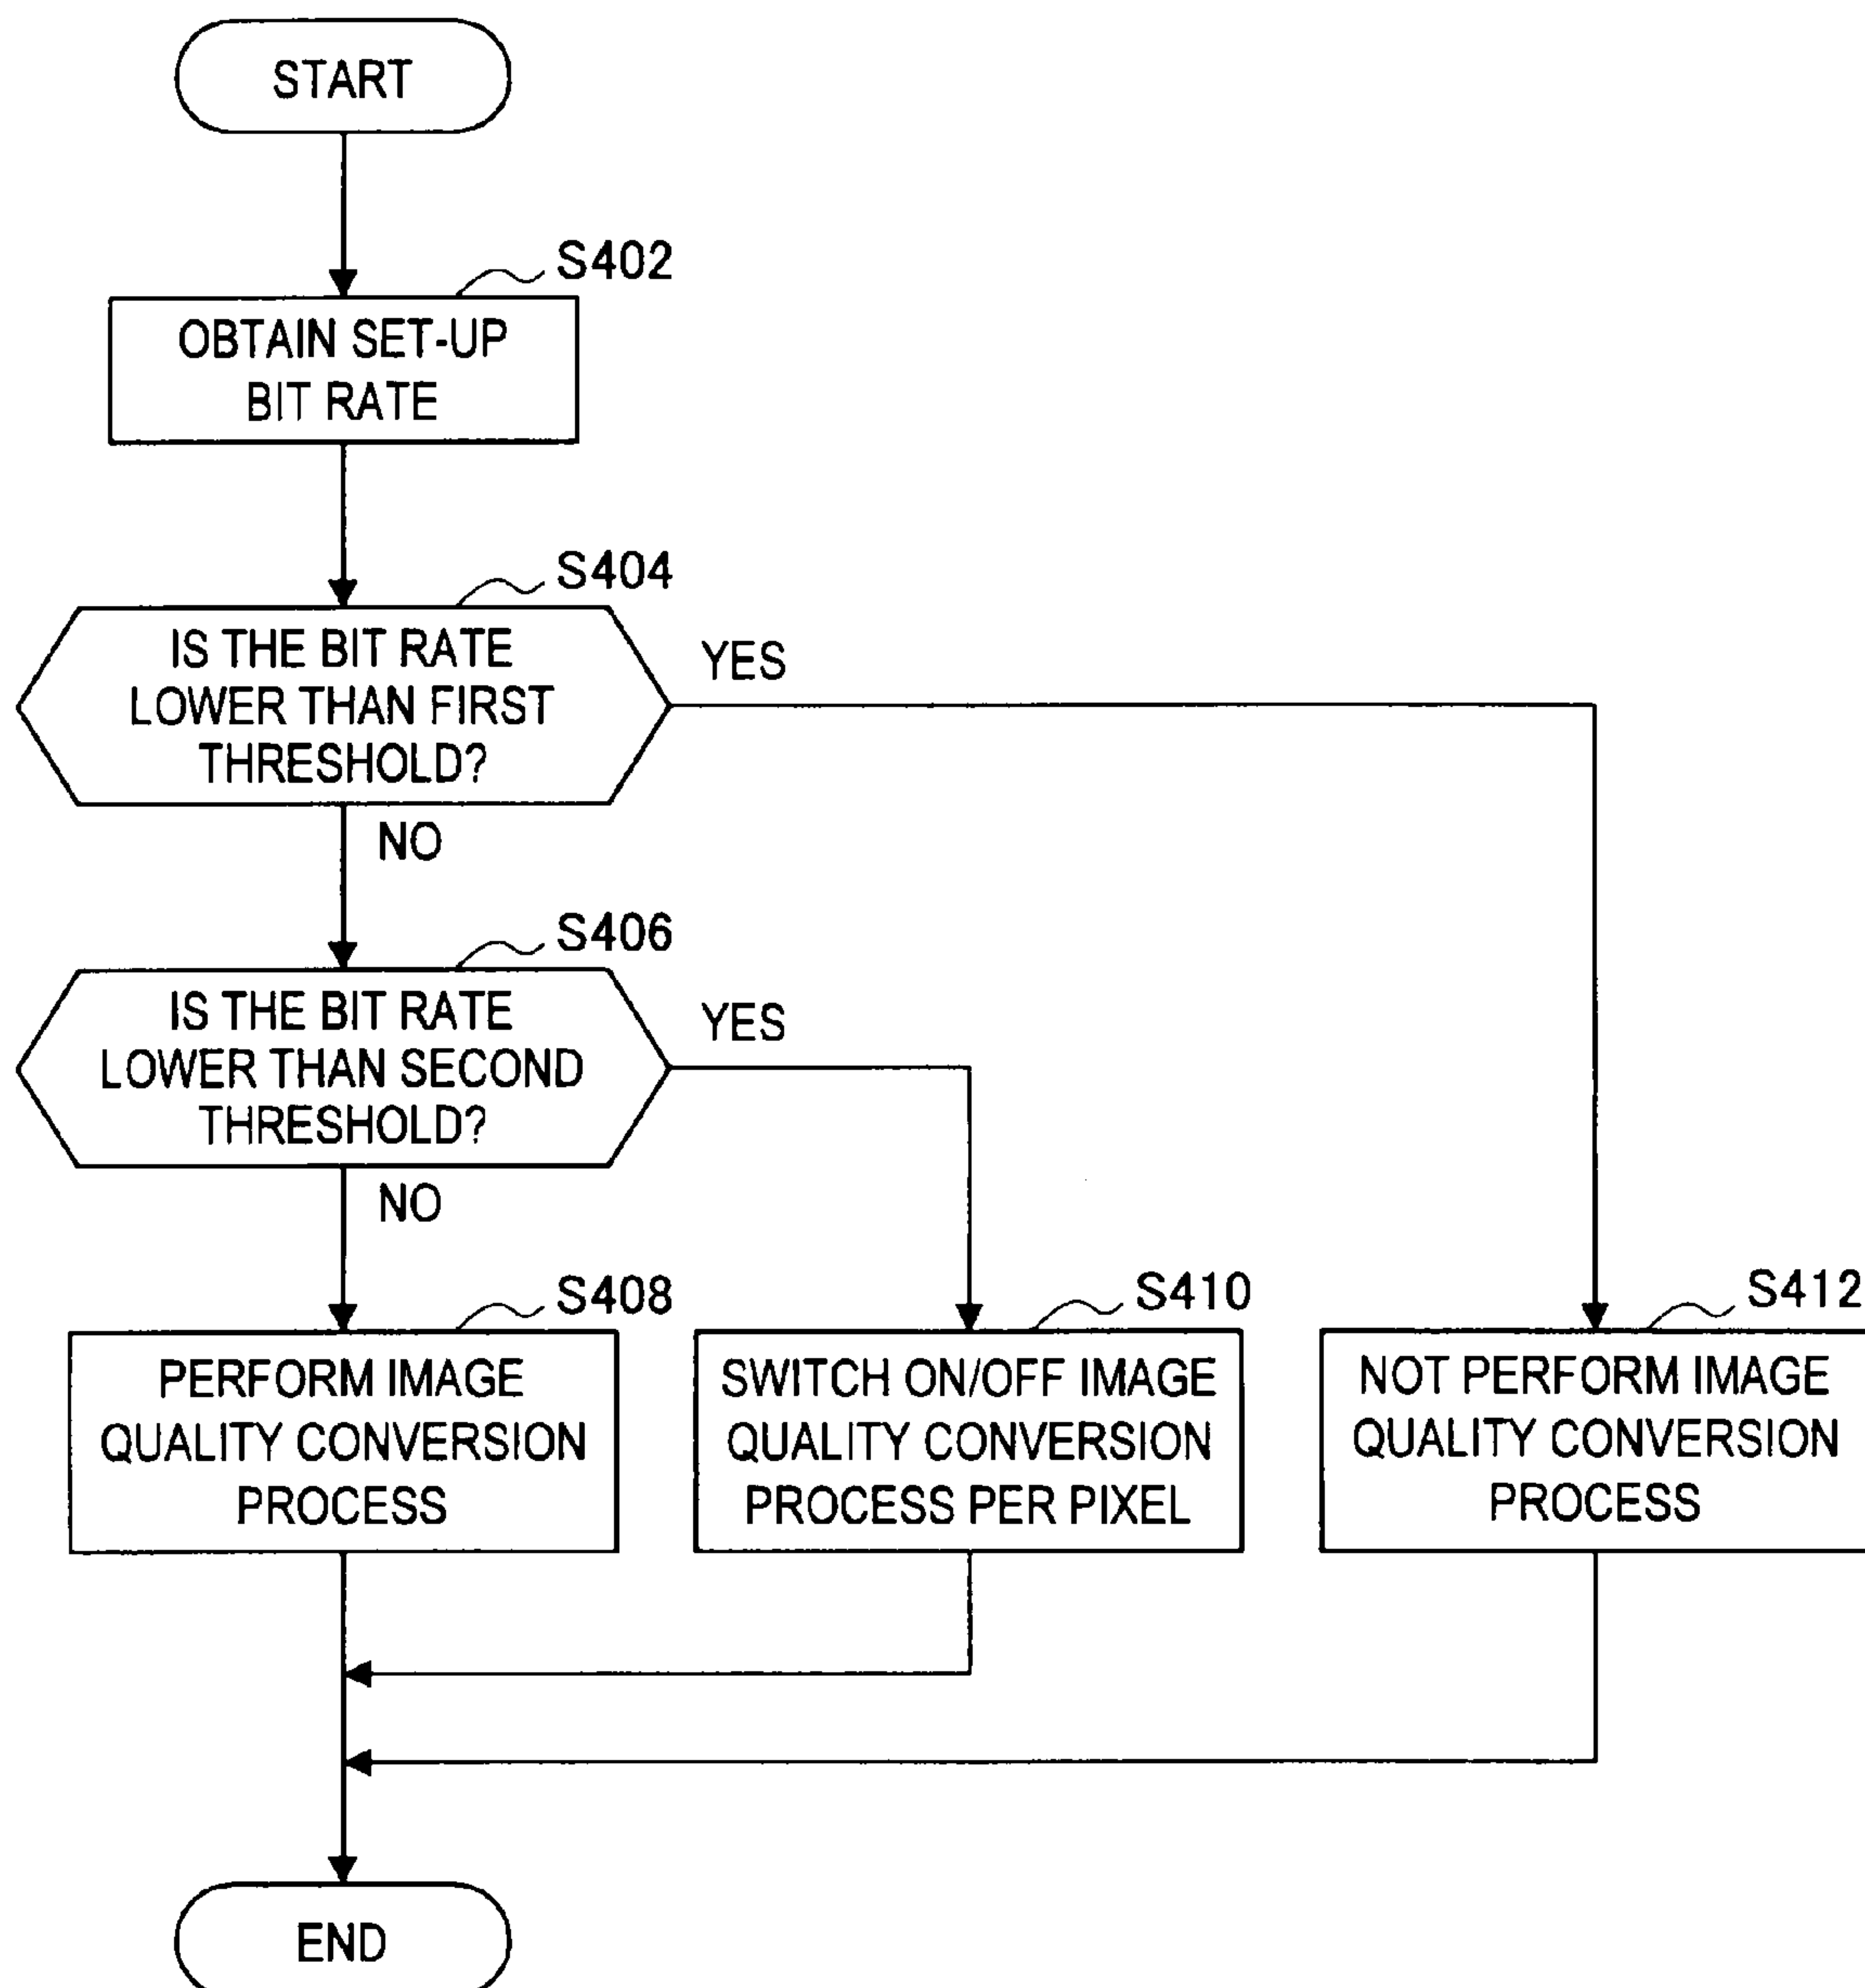 START
S402
OBTAIN SET-UP
BIT RATE
S404
IS THE BIT RATE
LOWER THAN FIRST
THRESHOLD?
YES
NO
S406
IS THE BIT RATE
LOWER THAN SECOND
THRESHOLD?
YES
NO
S408
PERFORM IMAGE
QUALITY CONVERSION
PROCESS
S410
SWITCH ON/OFF IMAGE
QUALITY CONVERSION
PROCESS PER PIXEL
S412
NOT PERFORM IMAGE
QUALITY CONVERSION
PROCESS
END